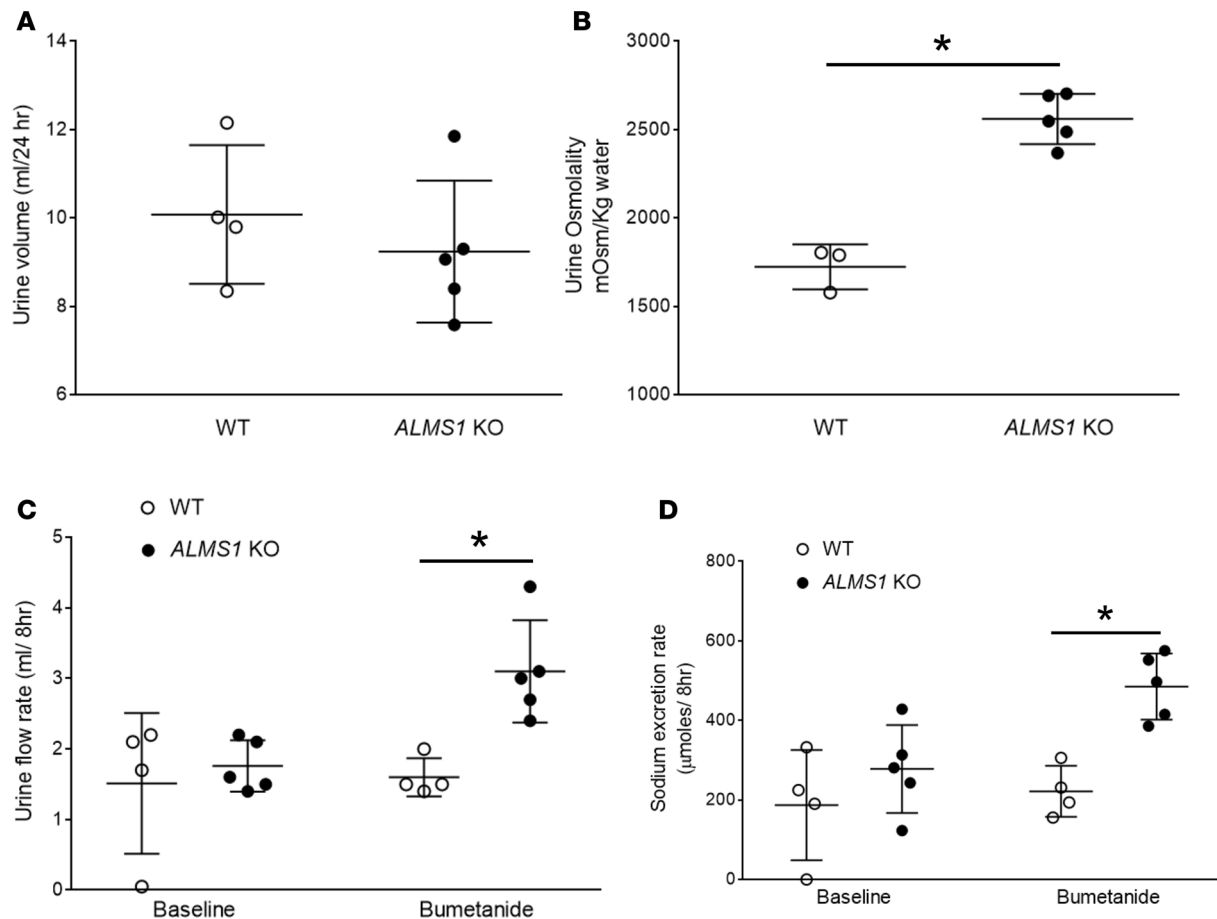 A
Urine volume (ml/24 hr)
14
12
10
8
6
WT
ALMS1 KO
B
*
Urine Osmolality
mOsm/Kg water
3000
2500
2000
1500
1000
WT
ALMS1 KO
C
WT
ALMS1 KO
*
Urine flow rate (ml/ 8hr)
5
4
3
2
1
0
Baseline
Bumetanide
D
WT
ALMS1 KO
*
Sodium excretion rate
(μmoles/ 8hr)
800
600
400
200
0
Baseline
Bumetanide